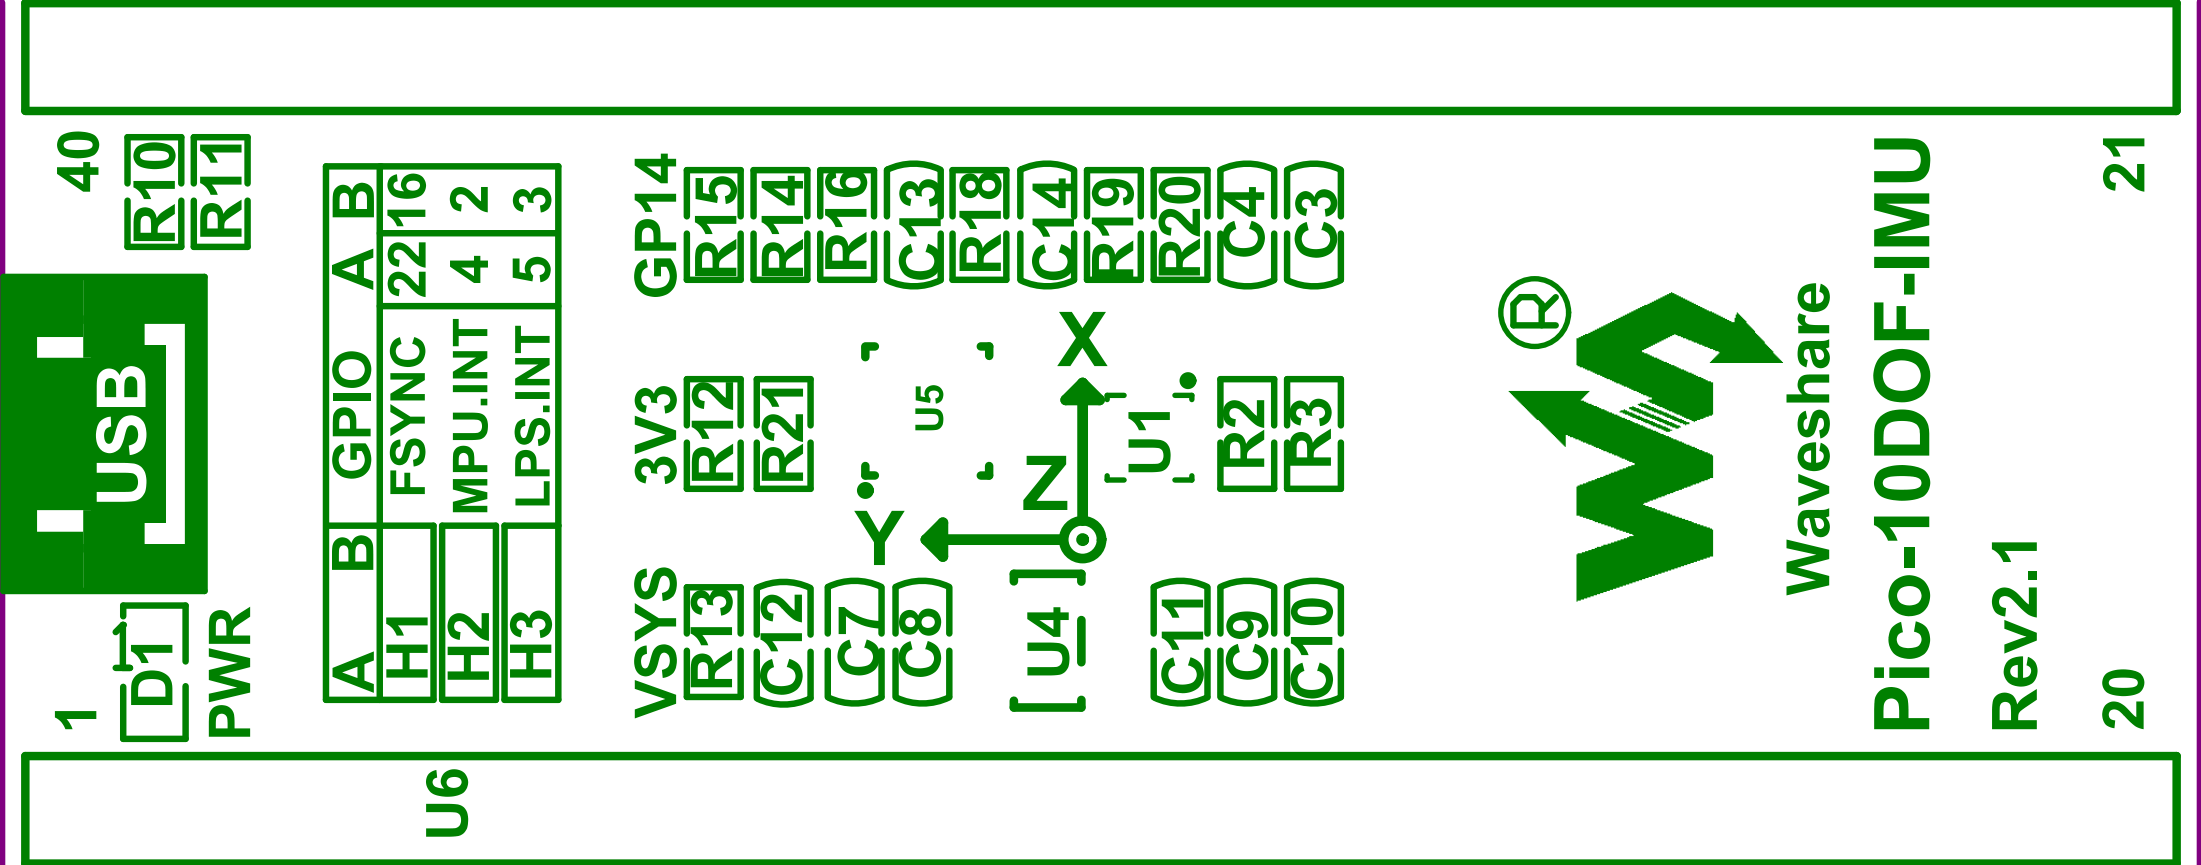 40
R10
R11
USB
1
D1
PWR
A B GPIO A B
H1 FSYNC 22 16
H2 MPU.INT 4 2
H3 LPS.INT 5 3
U6
VSYS 3V3 GP14
R13 R12 R15
C12 R21 R14
C7 R16
C8 C13
R18
C14
R19
R20
C4
C3
U5
Y
X
Z
U4
U1
C11
C9 R2
C10 R3
®
Waveshare
Pico-10DOF-IMU
Rev2.1
20 21